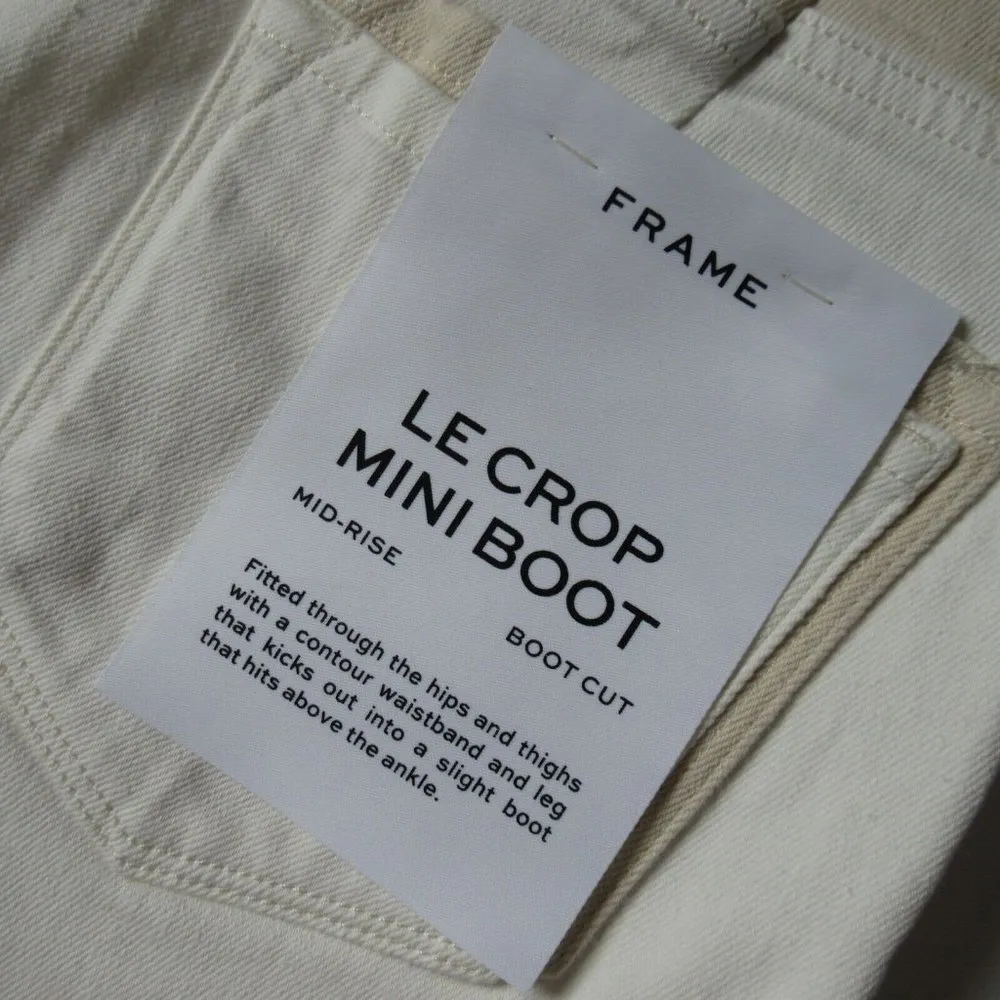 FRAME
LE CROP
MINI BOOT
MID-RISE
BOOT CUT
Fitted through the hips and thighs
with a contour waistband and leg
that kicks out into a slight boot
that hits above the ankle.